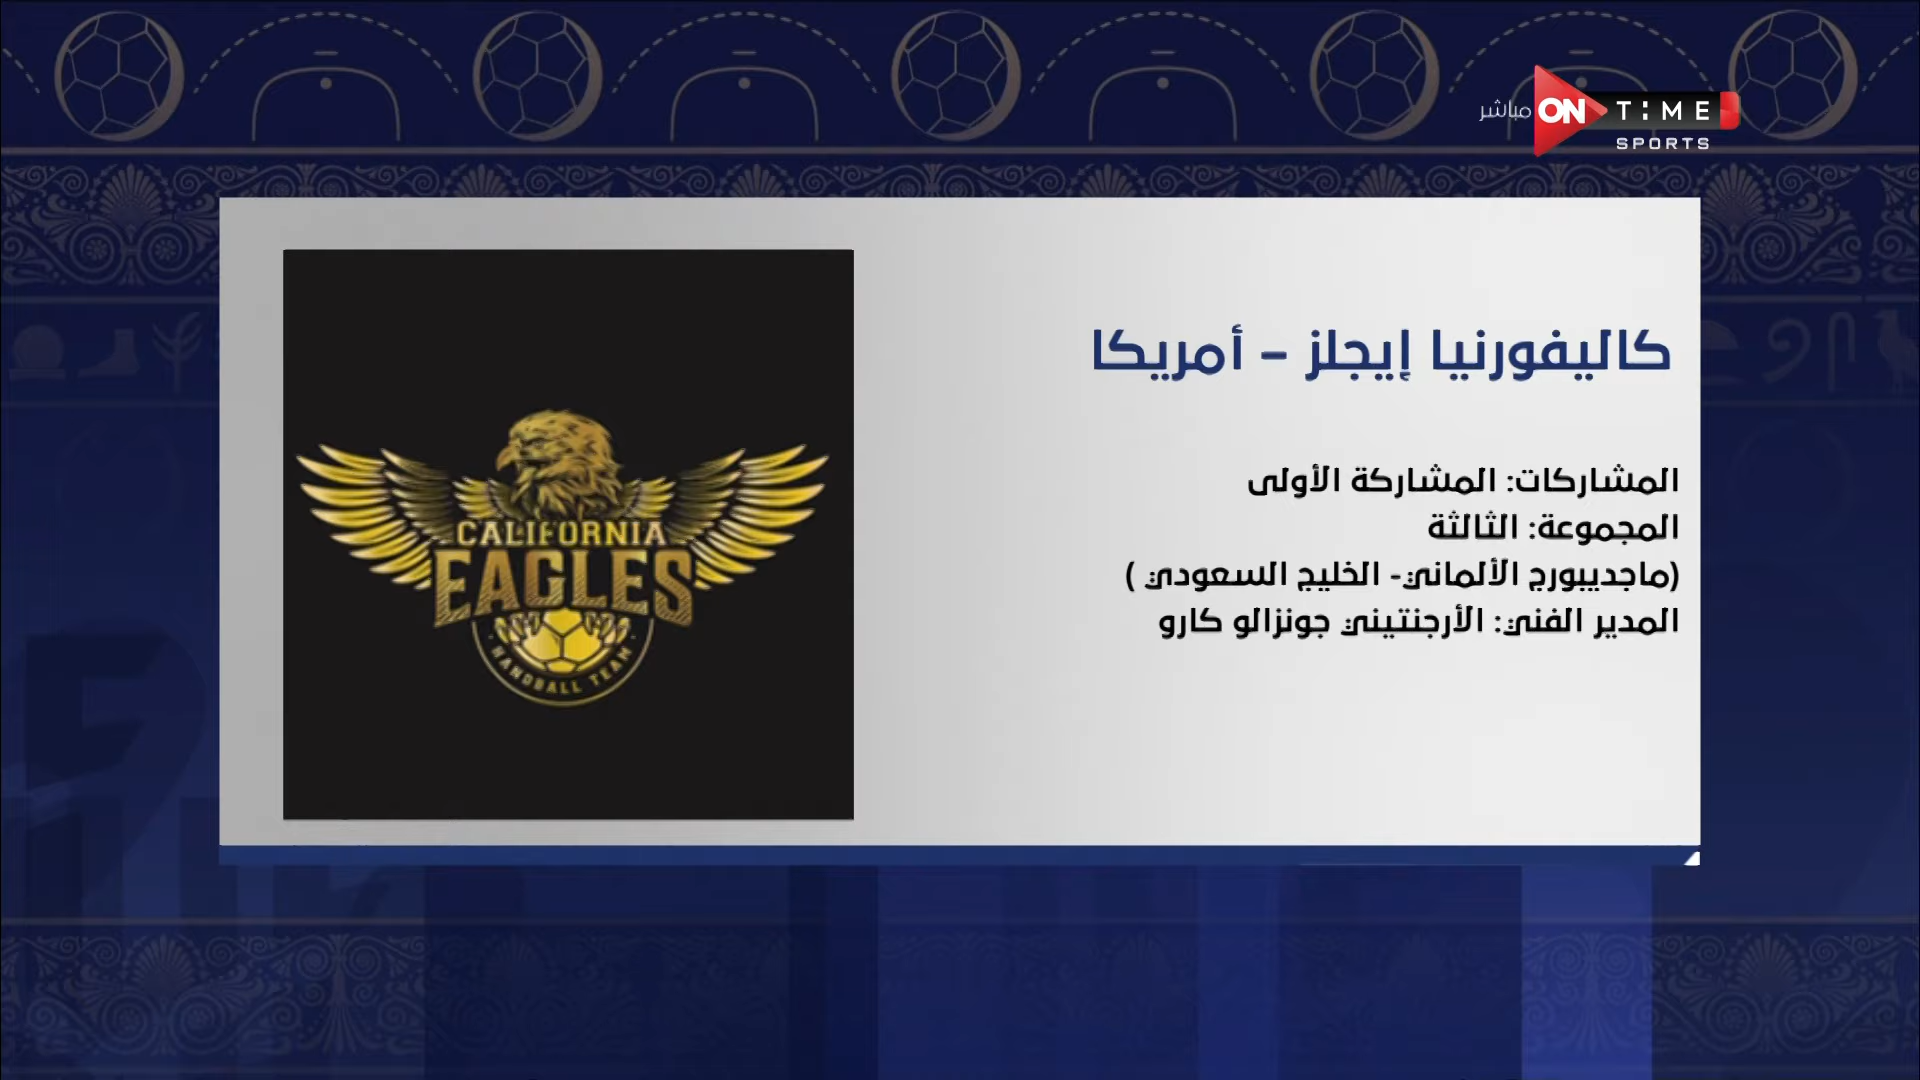 مباشر ON TIME
SPORTS
كاليفورنيا إيجلز – أمريكا
المشاركات: المشاركة الأولى
المجموعة: الثالثة
(ماجديبورج الألماني- الخليج السعودي )
المدير الفني: الأرجنتيني جونزالو كارو
CALIFORNIA
EAGLES
HANDBALL TEAM